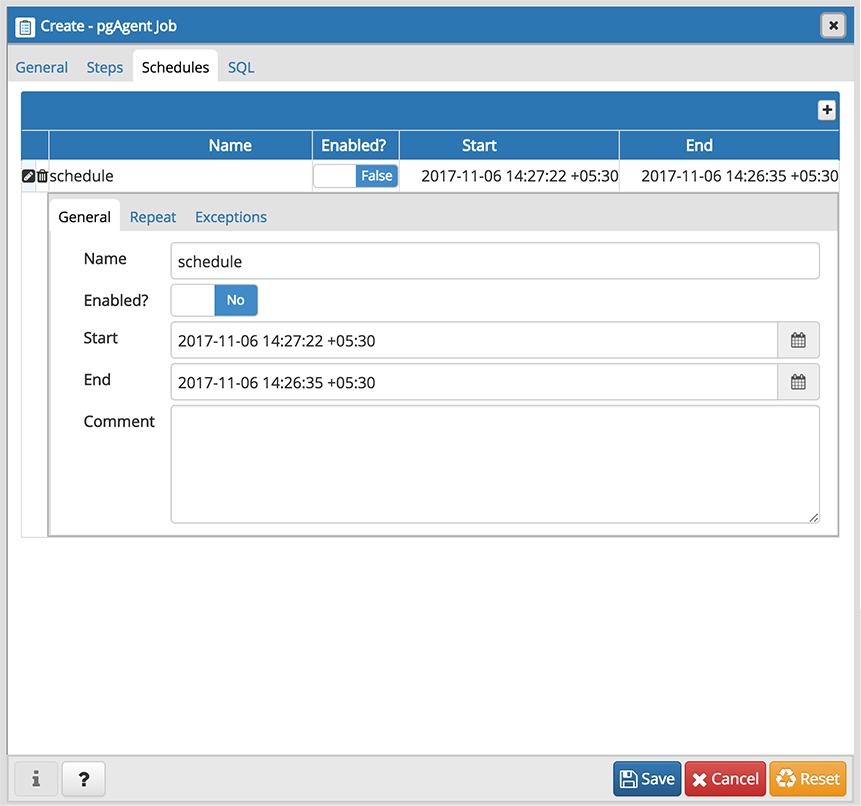 Create - pgAgent Job
General Steps Schedules SQL
Name Enabled? Start End
schedule False 2017-11-06 14:27:22 +05:30 2017-11-06 14:26:35 +05:30
General Repeat Exceptions
Name schedule
Enabled? No
Start 2017-11-06 14:27:22 +05:30
End 2017-11-06 14:26:35 +05:30
Comment
i ? Save Cancel Reset